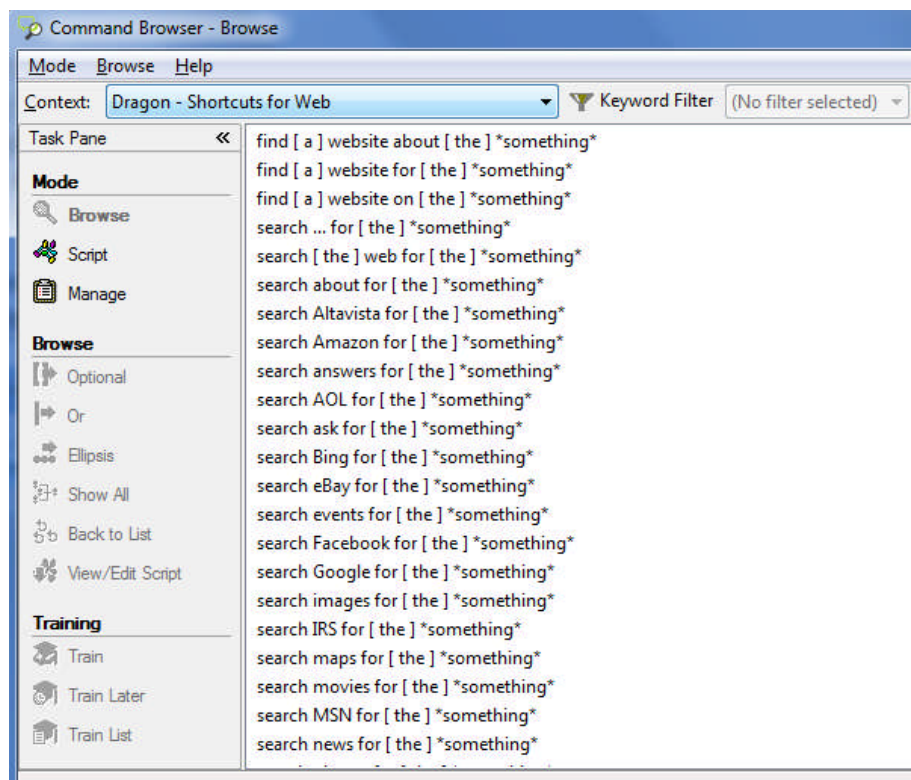 Command Browser - Browse
Mode Browse Help
Context: Dragon - Shortcuts for Web Keyword Filter (No filter selected)
Task Pane «
Mode
Browse
Script
Manage
Browse
Optional
Or
Ellipsis
Show All
Back to List
View/Edit Script
Training
Train
Train Later
Train List
find [ a ] website about [ the ] *something*
find [ a ] website for [ the ] *something*
find [ a ] website on [ the ] *something*
search ... for [ the ] *something*
search [ the ] web for [ the ] *something*
search about for [ the ] *something*
search Altavista for [ the ] *something*
search Amazon for [ the ] *something*
search answers for [ the ] *something*
search AOL for [ the ] *something*
search ask for [ the ] *something*
search Bing for [ the ] *something*
search eBay for [ the ] *something*
search events for [ the ] *something*
search Facebook for [ the ] *something*
search Google for [ the ] *something*
search images for [ the ] *something*
search IRS for [ the ] *something*
search maps for [ the ] *something*
search movies for [ the ] *something*
search MSN for [ the ] *something*
search news for [ the ] *something*